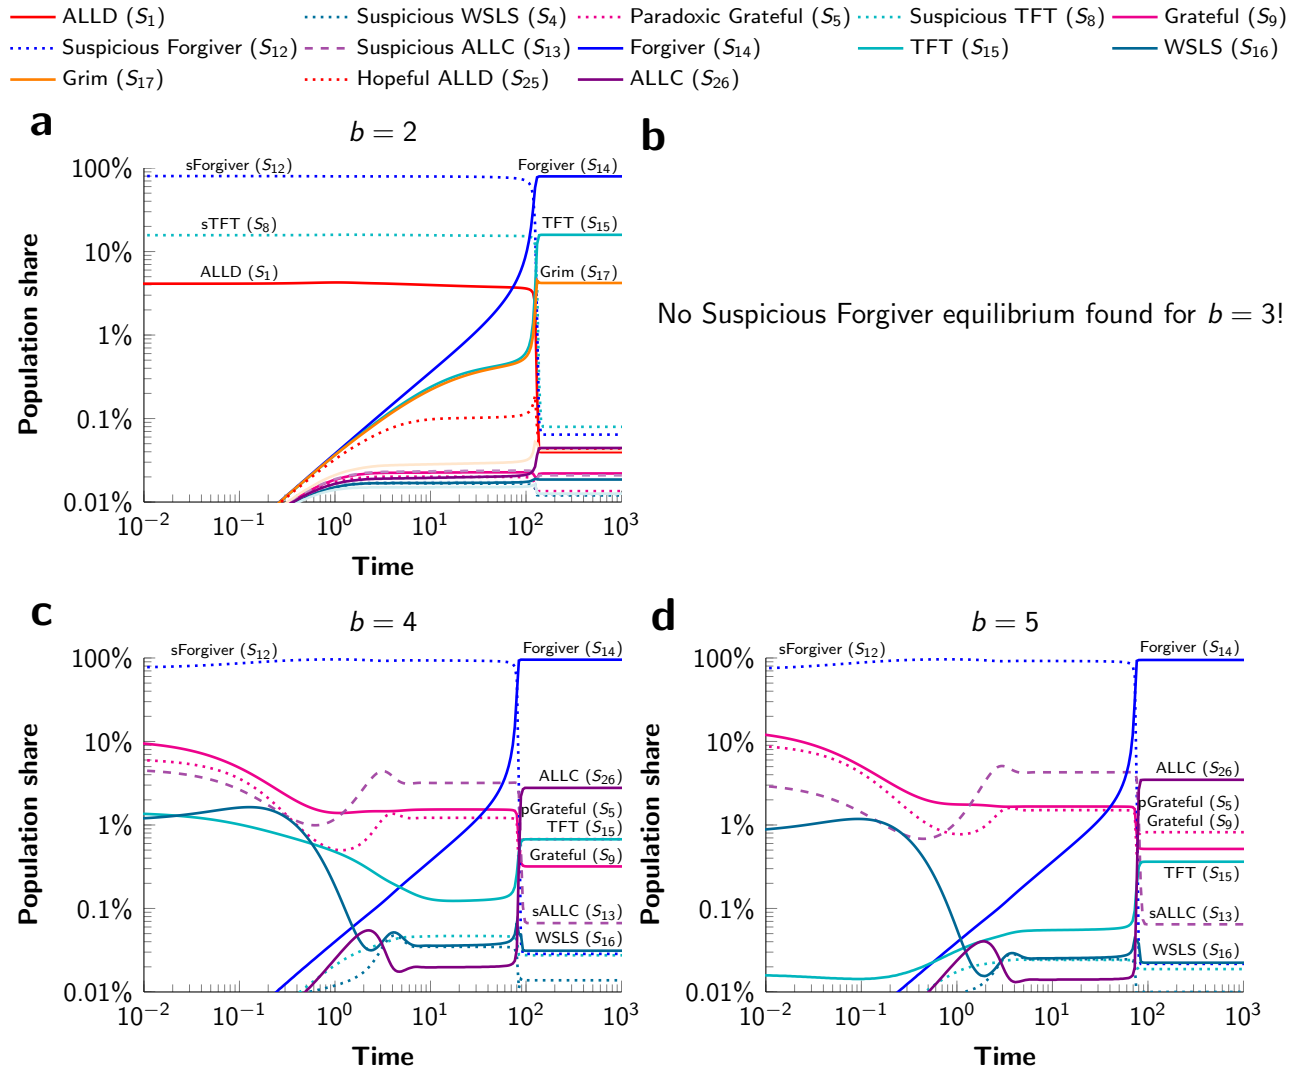 ALLD (S1) Suspicious WSLS (S4) Paradoxic Grateful (S5) Suspicious TFT (S8) Grateful (S9)
Suspicious Forgiver (S12) Suspicious ALLC (S13) Forgiver (S14) TFT (S15) WSLS (S16)
Grim (S17) Hopeful ALLD (S25) ALLC (S26)
a
b = 2
100%
10%
1%
0.1%
0.01%
Population share
sForgiver (S12)
Forgiver (S14)
sTFT (S8)
TFT (S15)
ALLD (S1)
Grim (S17)
10−2 10−1 100 101 102 103
Time
b
No Suspicious Forgiver equilibrium found for b = 3!
c
b = 4
100%
10%
1%
0.1%
0.01%
Population share
sForgiver (S12)
Forgiver (S14)
ALLC (S26)
pGrateful (S5)
TFT (S15)
Grateful (S9)
sALLC (S13)
WSLS (S16)
10−2 10−1 100 101 102 103
Time
d
b = 5
100%
10%
1%
0.1%
0.01%
Population share
sForgiver (S12)
Forgiver (S14)
ALLC (S26)
pGrateful (S5)
Grateful (S9)
TFT (S15)
sALLC (S13)
WSLS (S16)
10−2 10−1 100 101 102 103
Time